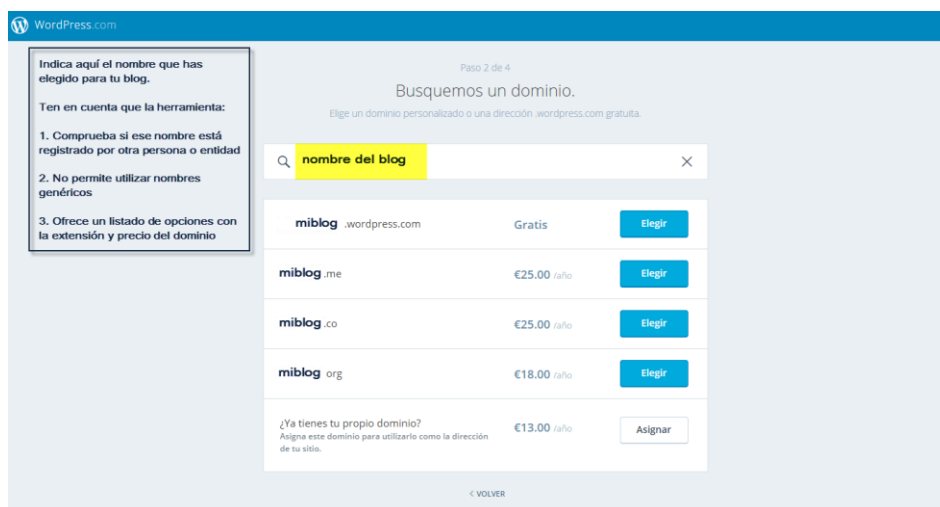 WordPress.com
Indica aquí el nombre que has
elegido para tu blog.
Ten en cuenta que la herramienta:
1. Comprueba si ese nombre está
registrado por otra persona o entidad
2. No permite utilizar nombres
genéricos
3. Ofrece un listado de opciones con
la extensión y precio del dominio
Paso 2 de 4
Busquemos un dominio.
Elige un dominio personalizado o una dirección .wordpress.com gratuita.
nombre del blog
miblog .wordpress.com Gratis Elegir
miblog .me €25.00 /año Elegir
miblog .co €25.00 /año Elegir
miblog org €18.00 /año Elegir
¿Ya tienes tu propio dominio? €13.00 /año Asignar
Asigna este dominio para utilizarlo como la dirección
de tu sitio.
< VOLVER